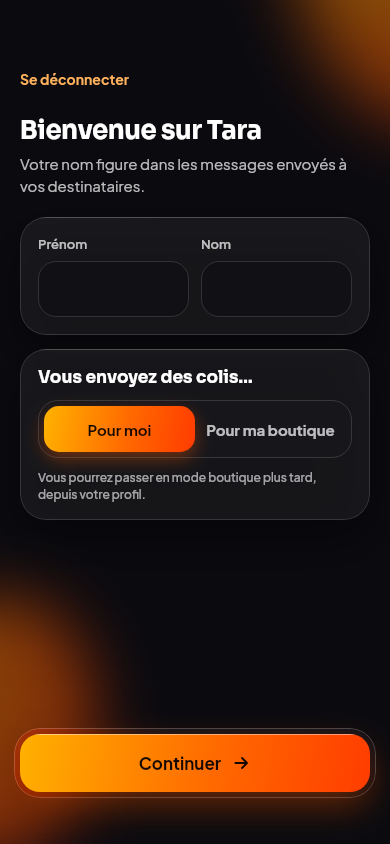 Se déconnecter
Bienvenue sur Tara
Votre nom figure dans les messages envoyés à
vos destinataires.
Prénom Nom
Vous envoyez des colis...
Pour moi Pour ma boutique
Vous pourrez passer en mode boutique plus tard,
depuis votre profil.
Continuer →